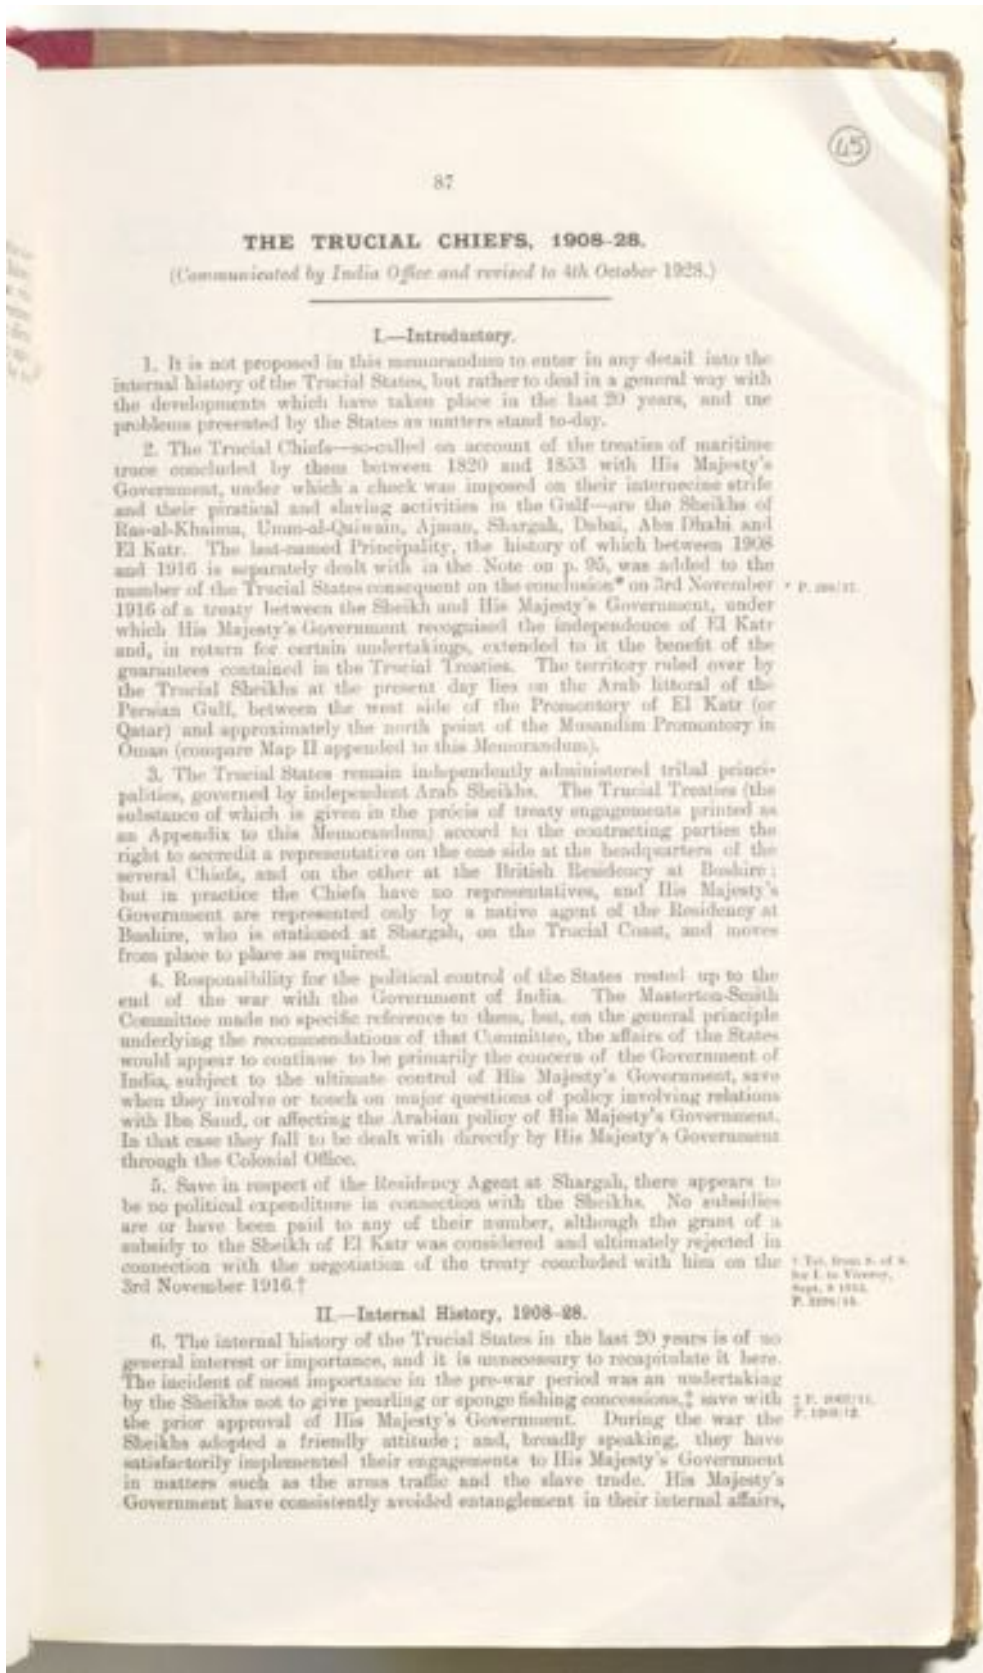 45
87
THE TRUCIAL CHIEFS, 1908-28.
(Communicated by India Office and revised to 4th October 1928.)
I.—Introductory.
1. It is not proposed in this memorandum to enter in any detail into the
internal history of the Trucial States, but rather to deal in a general way with
the developments which have taken place in the last 20 years, and the
problems presented by the States as matters stand to-day.
2. The Trucial Chiefs—so-called on account of the treaties of maritime
truce concluded by them between 1820 and 1853 with His Majesty's
Government, under which a check was imposed on their internecine strife
and their piratical and slaving activities in the Gulf—are the Sheikhs of
Ras-al-Khaima, Umm-al-Qaiwain, Ajman, Shargah, Dubai, Abu Dhabi and
El Katr. The last-named Principality, the history of which between 1908
and 1916 is separately dealt with in the Note on p. 95, was added to the
number of the Trucial States consequent on the conclusion* on 3rd November
1916 of a treaty between the Sheikh and His Majesty's Government, under
which His Majesty's Government recognised the independence of El Katr
and, in return for certain undertakings, extended to it the benefit of the
guarantees contained in the Trucial Treaties. The territory ruled over by
the Trucial Sheikhs at the present day lies on the Arab littoral of the
Persian Gulf, between the west side of the Promontory of El Katr (or
Qatar) and approximately the north point of the Musandim Promontory in
Oman (compare Map II appended to this Memorandum).
3. The Trucial States remain independently administered tribal princi-
palities, governed by independent Arab Sheikhs. The Trucial Treaties (the
substance of which is given in the précis of treaty engagements printed as
an Appendix to this Memorandum) accord to the contracting parties the
right to accredit a representative on the one side at the headquarters of the
several Chiefs, and on the other at the British Residency at Bushire;
but in practice the Chiefs have no representatives, and His Majesty's
Government are represented only by a native agent of the Residency at
Bushire, who is stationed at Shargah, on the Trucial Coast, and moves
from place to place as required.
4. Responsibility for the political control of the States rested up to the
end of the war with the Government of India. The Masterton-Smith
Committee made no specific reference to them, but, on the general principle
underlying the recommendations of that Committee, the affairs of the States
would appear to continue to be primarily the concern of the Government of
India, subject to the ultimate control of His Majesty's Government, save
when they involve or touch on major questions of policy involving relations
with Ibn Saud, or affecting the Arabian policy of His Majesty's Government.
In that case they fall to be dealt with directly by His Majesty's Government
through the Colonial Office.
5. Save in respect of the Residency Agent at Shargah, there appears to
be no political expenditure in connection with the Sheikhs. No subsidies
are or have been paid to any of their number, although the grant of a
subsidy to the Sheikh of El Katr was considered and ultimately rejected in
connection with the negotiation of the treaty concluded with him on the
3rd November 1916.†
† Tel. from S. of S.
for I. to Viceroy,
II.—Internal History, 1908-28.
6. The internal history of the Trucial States in the last 20 years is of no
general interest or importance, and it is unnecessary to recapitulate it here.
The incident of most importance in the pre-war period was an undertaking
by the Sheikhs not to give pearling or sponge fishing concessions,‡ save with
the prior approval of His Majesty's Government. During the war the
Sheikhs adopted a friendly attitude; and, broadly speaking, they have
satisfactorily implemented their engagements to His Majesty's Government
in matters such as the arms traffic and the slave trade. His Majesty's
Government have consistently avoided entanglement in their internal affairs,